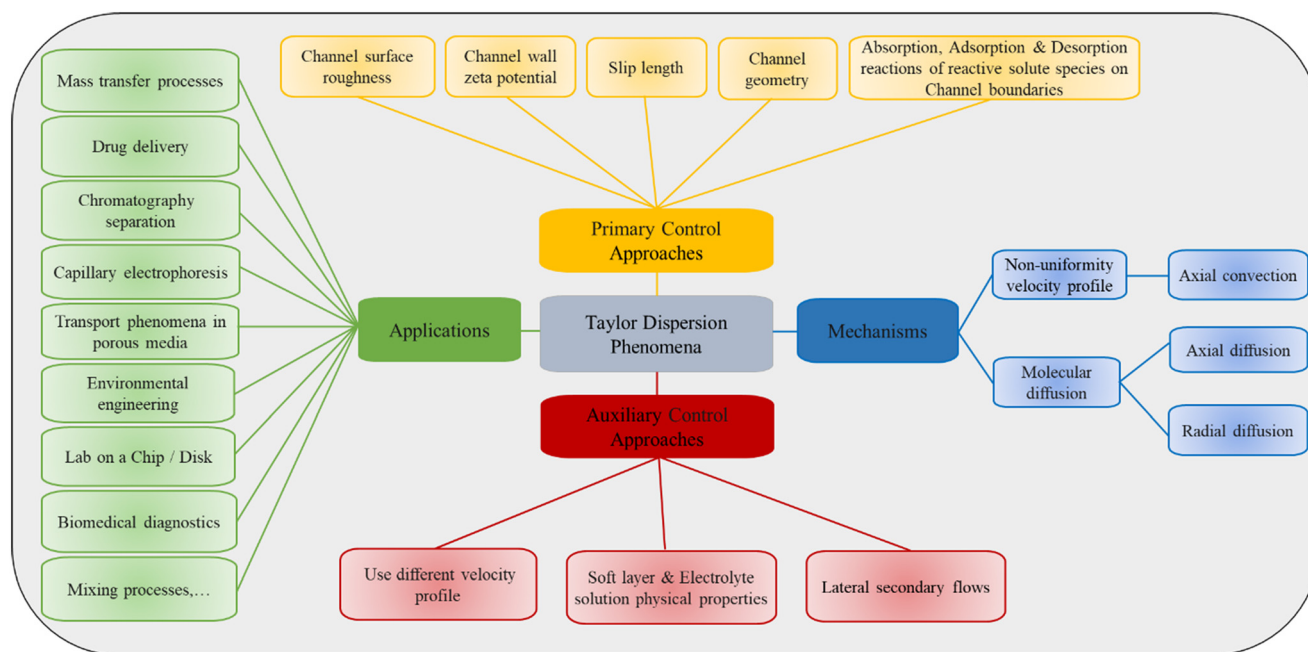 Mass transfer processes
Drug delivery
Chromatography
separation
Capillary electrophoresis
Transport phenomena in
porous media
Environmental
engineering
Lab on a Chip / Disk
Biomedical diagnostics
Mixing processes,…
Applications
Channel surface
roughness
Channel wall
zeta potential
Slip length
Channel
geometry
Absorption, Adsorption & Desorption
reactions of reactive solute species on
Channel boundaries
Primary Control
Approaches
Taylor Dispersion
Phenomena
Auxiliary Control
Approaches
Use different velocity
profile
Soft layer & Electrolyte
solution physical properties
Lateral secondary flows
Mechanisms
Non-uniformity
velocity profile
Axial convection
Molecular
diffusion
Axial diffusion
Radial diffusion